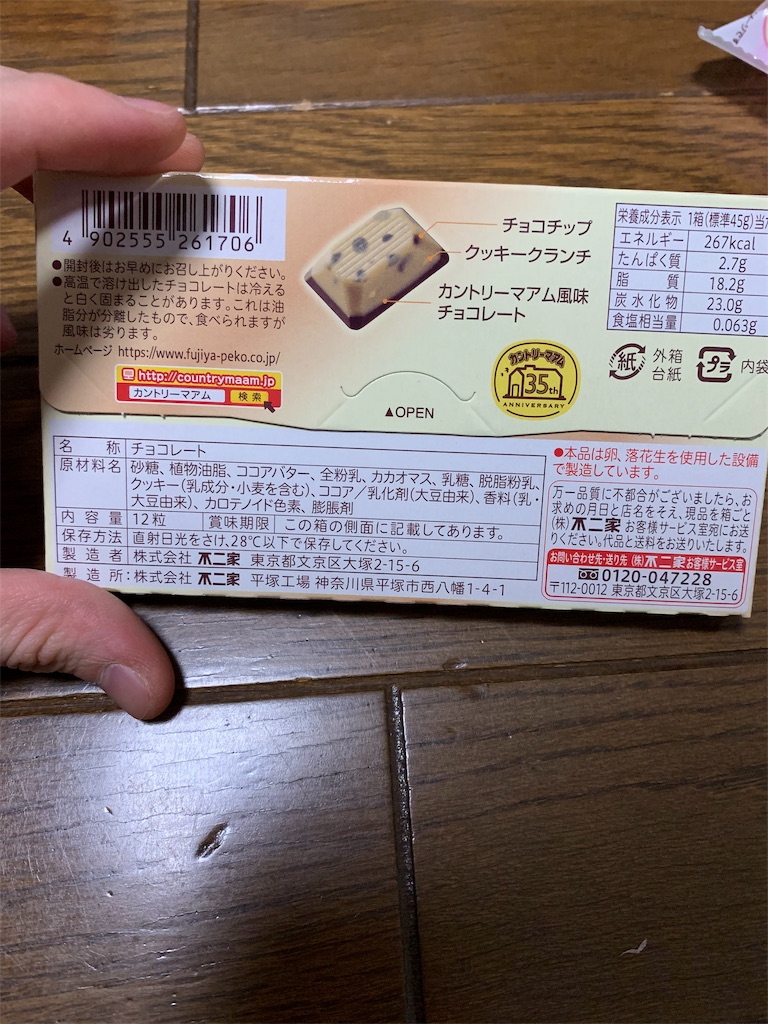 4 902555 261706
●開封後はお早めにお召し上がりください。
●高温で溶け出したチョコレートは冷える
と白く固まることがあります。これは油
脂分が分離したもので、食べられますが
風味は劣ります。
ホームページ https://www.fujiya-peko.co.jp/
http://countrymaam.jp
カントリーマアム 検索
チョコチップ
クッキークランチ
カントリーマアム風味
チョコレート
▲OPEN
カントリーマアム
35th
ANNIVERSARY
栄養成分表示 1箱(標準45g)当
エネルギー 267kcal
たんぱく質 2.7g
脂質 18.2g
炭水化物 23.0g
食塩相当量 0.063g
紙 外箱
台紙
プラ 内袋
名称 チョコレート
原材料名 砂糖、植物油脂、ココアバター、全粉乳、カカオマス、乳糖、脱脂粉乳、
クッキー(乳成分・小麦を含む)、ココア/乳化剤(大豆由来)、香料(乳・
大豆由来)、カロテノイド色素、膨脹剤
内容量 12粒 賞味期限 この箱の側面に記載してあります。
保存方法 直射日光をさけ、28℃以下で保存してください。
製造者 株式会社 不二家 東京都文京区大塚2-15-6
製造所:株式会社 不二家 平塚工場 神奈川県平塚市西八幡1-4-1
●本品は卵、落花生を使用した設備
で製造しています。
万一品質に不都合がございましたら、お
求めの月日と店名をそえ、現品を箱ごと
(株)不二家 お客様サービス室宛にお送
りください。代品と送料をお送りいたします。
お問い合わせ先・送り先 (株)不二家お客様サービス室
0120-047228
〒112-0012 東京都文京区大塚2-15-6